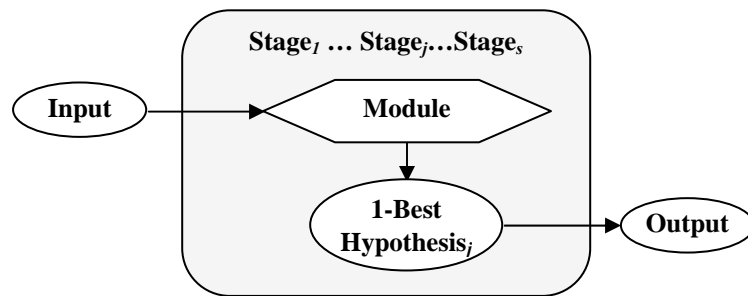 Stage₁ … Stageⱼ…Stageₛ
Input
Module
1-Best
Hypothesisⱼ
Output